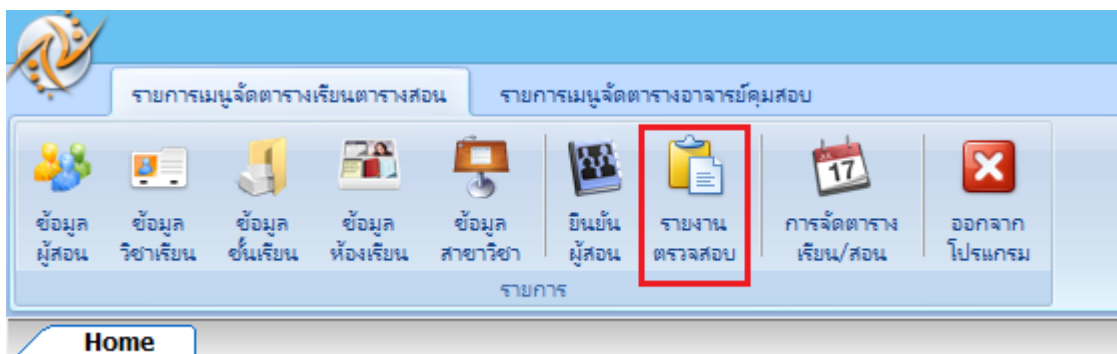 รายการเมนูจัดตารางเรียนตารางสอน รายการเมนูจัดตารางอาจารย์คุมสอบ
17
ข้อมูล ข้อมูล ข้อมูล ข้อมูล ข้อมูล ยืนยัน รายงาน การจัดตาราง ออกจาก
ผู้สอน วิชาเรียน ชั้นเรียน ห้องเรียน สาขาวิชา ผู้สอน ตรวจสอบ เรียน/สอน โปรแกรม
รายการ
Home